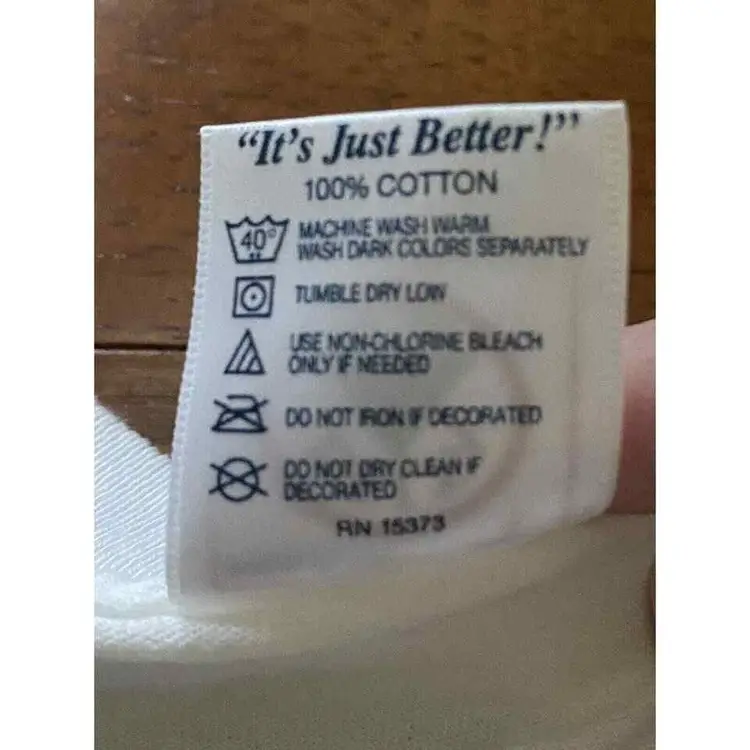 “It’s Just Better!”
100% COTTON
40°
MACHINE WASH WARM
WASH DARK COLORS SEPARATELY
TUMBLE DRY LOW
USE NON-CHLORINE BLEACH
ONLY IF NEEDED
DO NOT IRON IF DECORATED
DO NOT DRY CLEAN IF
DECORATED
RN 15373